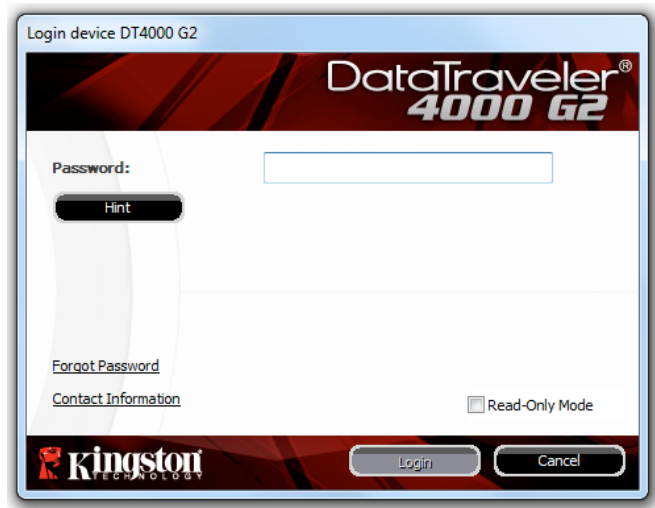 Login device DT4000 G2
DataTraveler®
4000 G2
Password:
Hint
Forgot Password
Contact Information
Read-Only Mode
Kingston
TECHNOLOGY
Login
Cancel